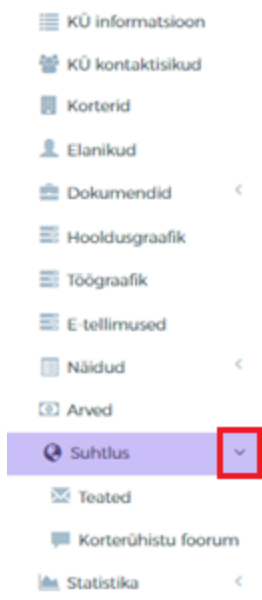 KÜ informatsioon
KÜ kontaktisikud
Korterid
Elanikud
Dokumendid
Hooldusgraafik
Töögraafik
E-tellimused
Näidud
Arved
Suhtlus
Teated
Korterühistu foorum
Statistika